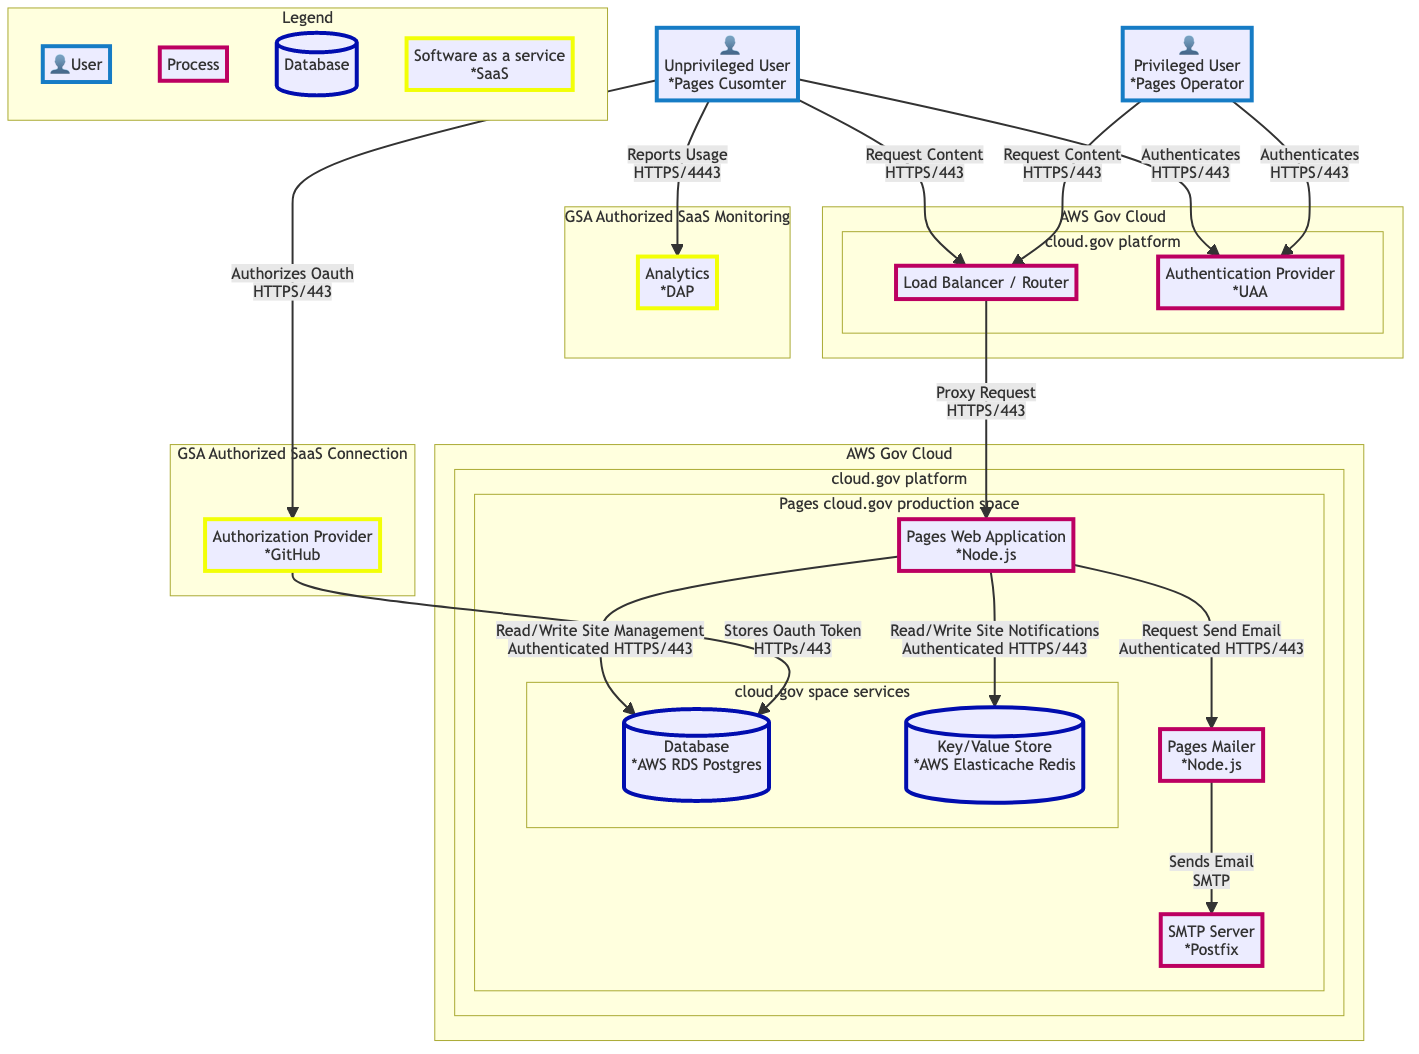 Legend
👤User
Process
Database
Software as a service
*SaaS
👤
Unprivileged User
*Pages Cusomter
👤
Privileged User
*Pages Operator
Reports Usage
HTTPS/4443
Request Content
HTTPS/443
Request Content
HTTPS/443
Authenticates
HTTPS/443
Authenticates
HTTPS/443
Authorizes Oauth
HTTPS/443
GSA Authorized SaaS Monitoring
Analytics
*DAP
AWS Gov Cloud
cloud.gov platform
Load Balancer / Router
Authentication Provider
*UAA
Proxy Request
HTTPS/443
GSA Authorized SaaS Connection
Authorization Provider
*GitHub
AWS Gov Cloud
cloud.gov platform
Pages cloud.gov production space
Pages Web Application
*Node.js
Read/Write Site Management
Authenticated HTTPS/443
Stores Oauth Token
HTTPs/443
Read/Write Site Notifications
Authenticated HTTPS/443
Request Send Email
Authenticated HTTPS/443
cloud.gov space services
Database
*AWS RDS Postgres
Key/Value Store
*AWS Elasticache Redis
Pages Mailer
*Node.js
Sends Email
SMTP
SMTP Server
*Postfix